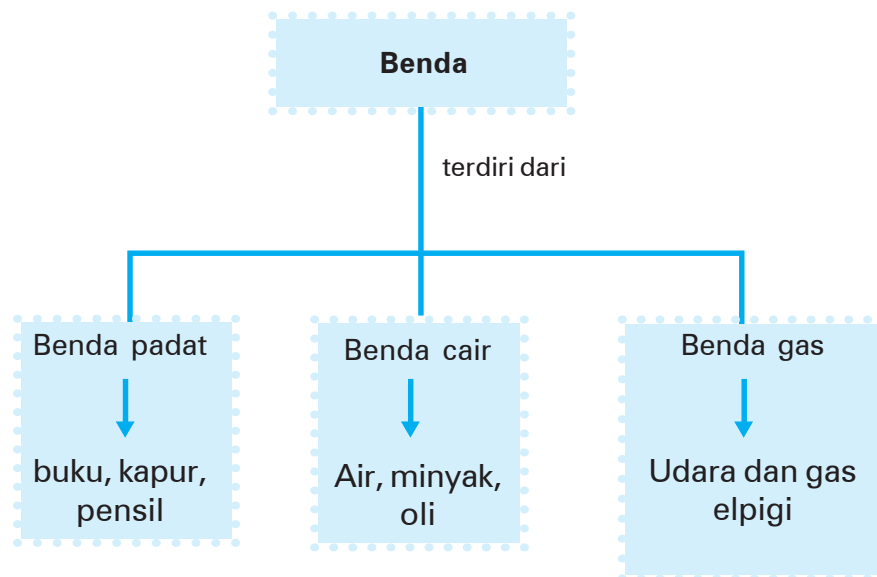 Benda
terdiri dari
Benda padat
buku, kapur,
pensil
Benda cair
Air, minyak,
oli
Benda gas
Udara dan gas
elpigi